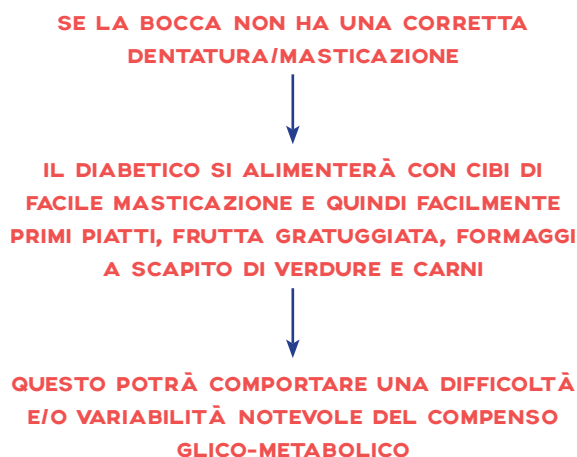 SE LA BOCCA NON HA UNA CORRETTA
DENTATURA/MASTICAZIONE
IL DIABETICO SI ALIMENTERÀ CON CIBI DI
FACILE MASTICAZIONE E QUINDI FACILMENTE
PRIMI PIATTI, FRUTTA GRATUGGIATA, FORMAGGI
A SCAPITO DI VERDURE E CARNI
QUESTO POTRÀ COMPORTARE UNA DIFFICOLTÀ
E/O VARIABILITÀ NOTEVOLE DEL COMPENSO
GLICO-METABOLICO